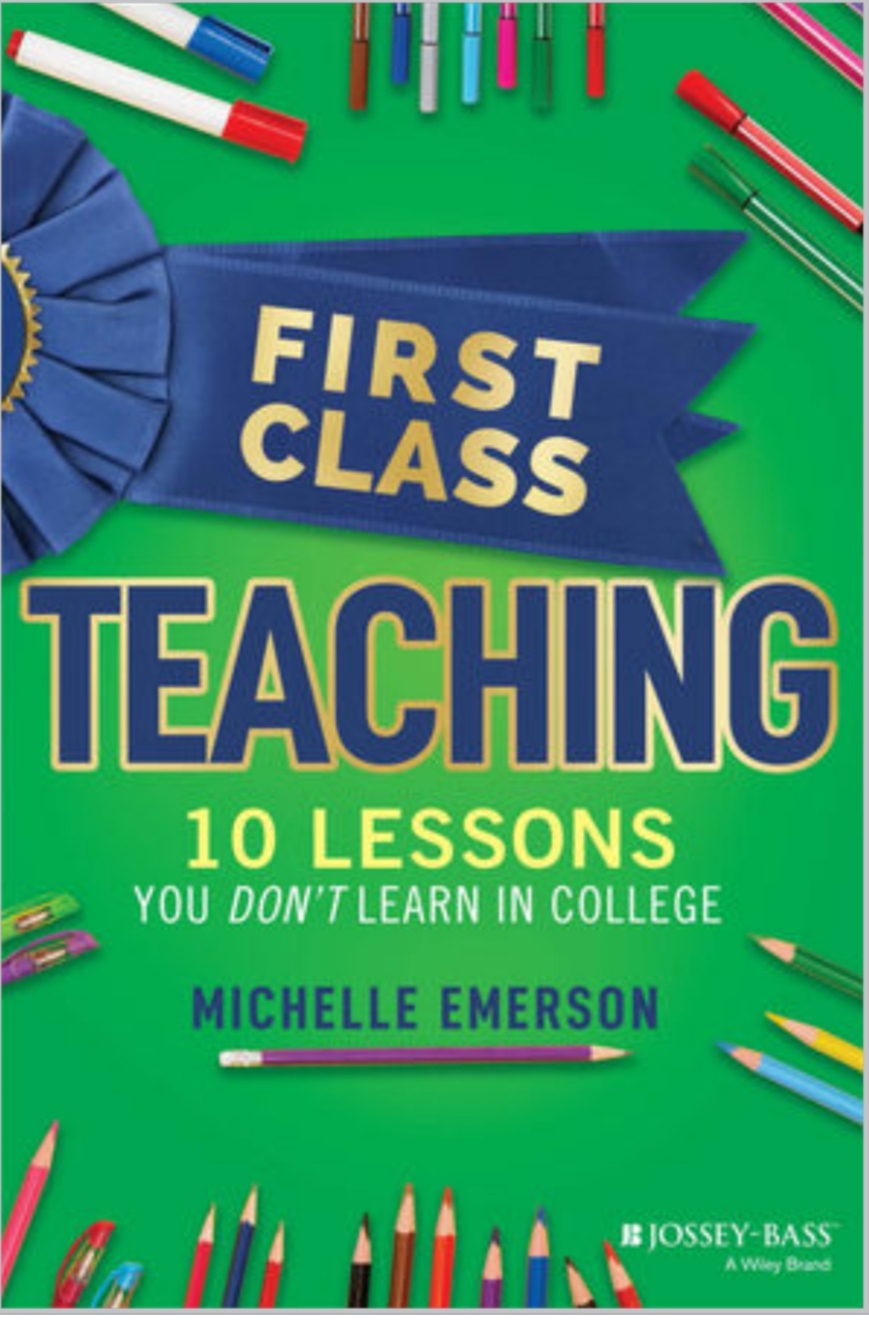 FIRST
CLASS
TEACHING
10 LESSONS
YOU DON'T LEARN IN COLLEGE
MICHELLE EMERSON
JOSSEY-BASS™
A Wiley Brand